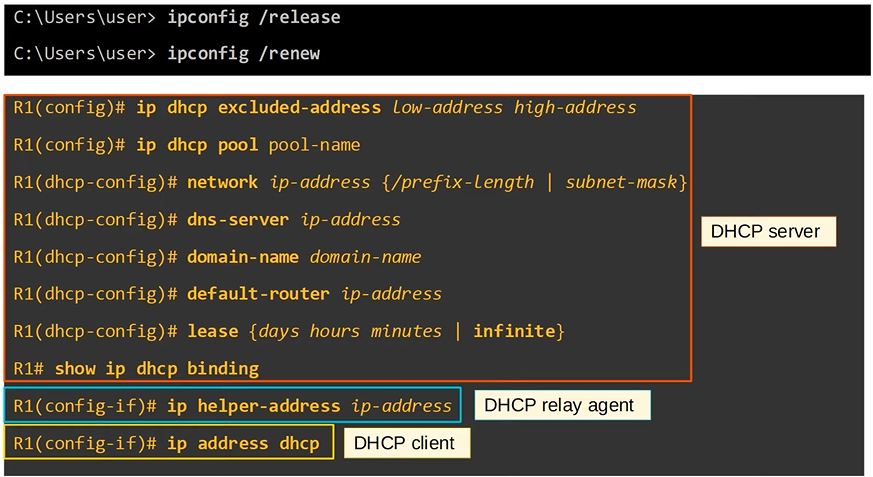 C:\Users\user> ipconfig /release
C:\Users\user> ipconfig /renew
R1(config)# ip dhcp excluded-address low-address high-address
R1(config)# ip dhcp pool pool-name
R1(dhcp-config)# network ip-address {/prefix-length | subnet-mask}
R1(dhcp-config)# dns-server ip-address
R1(dhcp-config)# domain-name domain-name
R1(dhcp-config)# default-router ip-address
R1(dhcp-config)# lease {days hours minutes | infinite}
R1# show ip dhcp binding
DHCP server
R1(config-if)# ip helper-address ip-address
DHCP relay agent
R1(config-if)# ip address dhcp
DHCP client